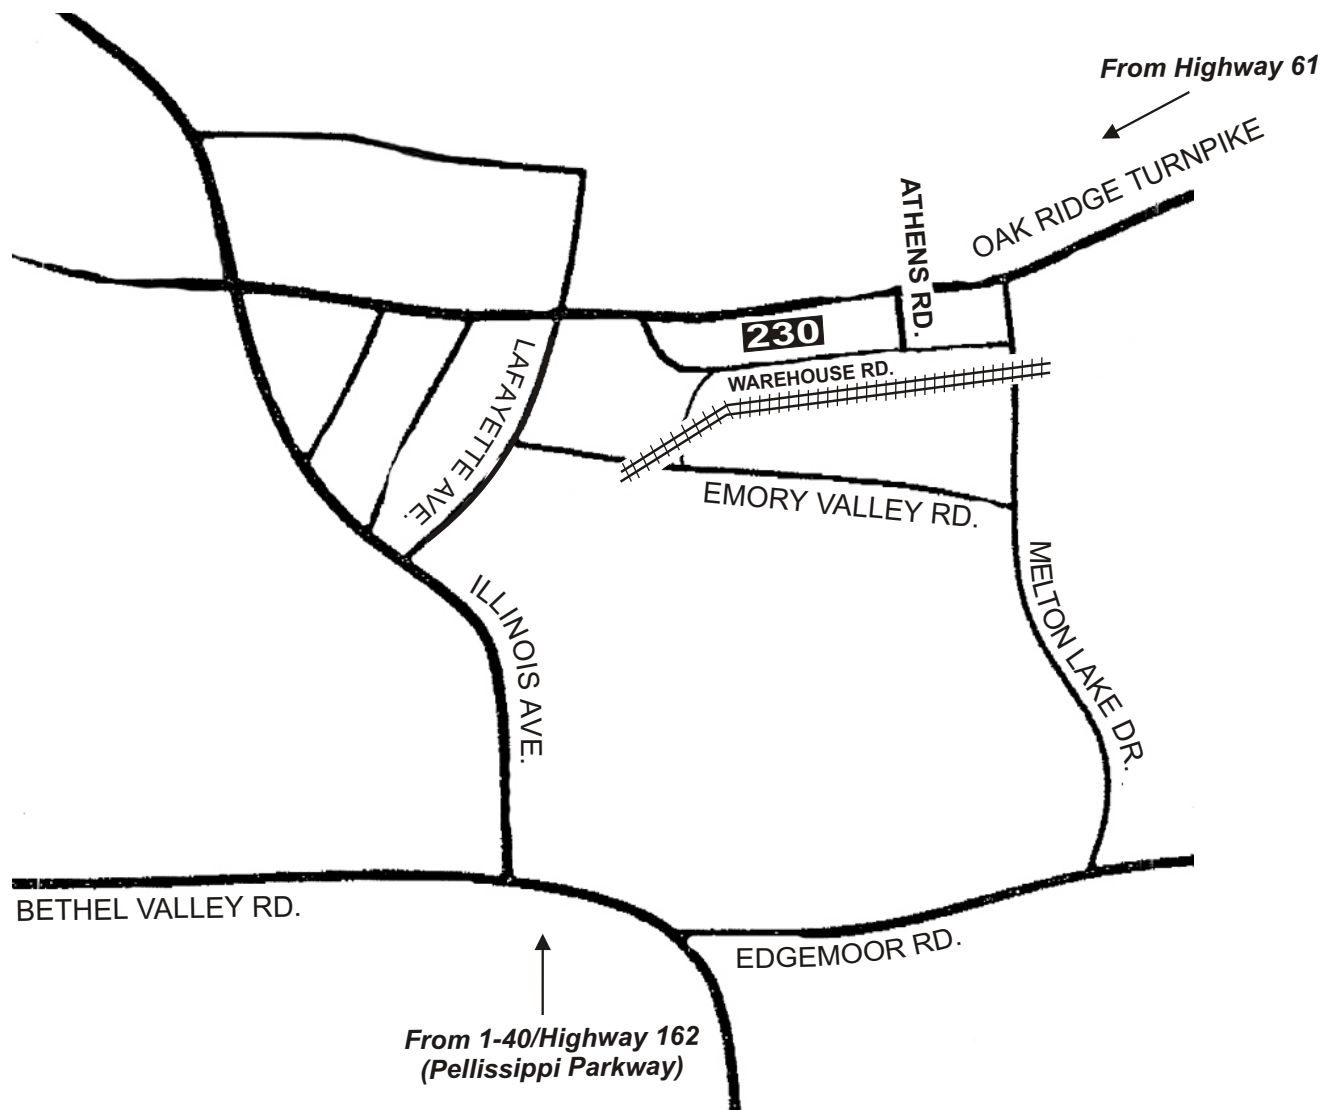 From Highway 61
OAK RIDGE TURNPIKE
ATHENS RD.
230
WAREHOUSE RD.
LAFAYETTE AVE.
EMORY VALLEY RD.
MELTON LAKE DR.
ILLINOIS AVE.
BETHEL VALLEY RD.
EDGEMOOR RD.
From 1-40/Highway 162
(Pellissippi Parkway)